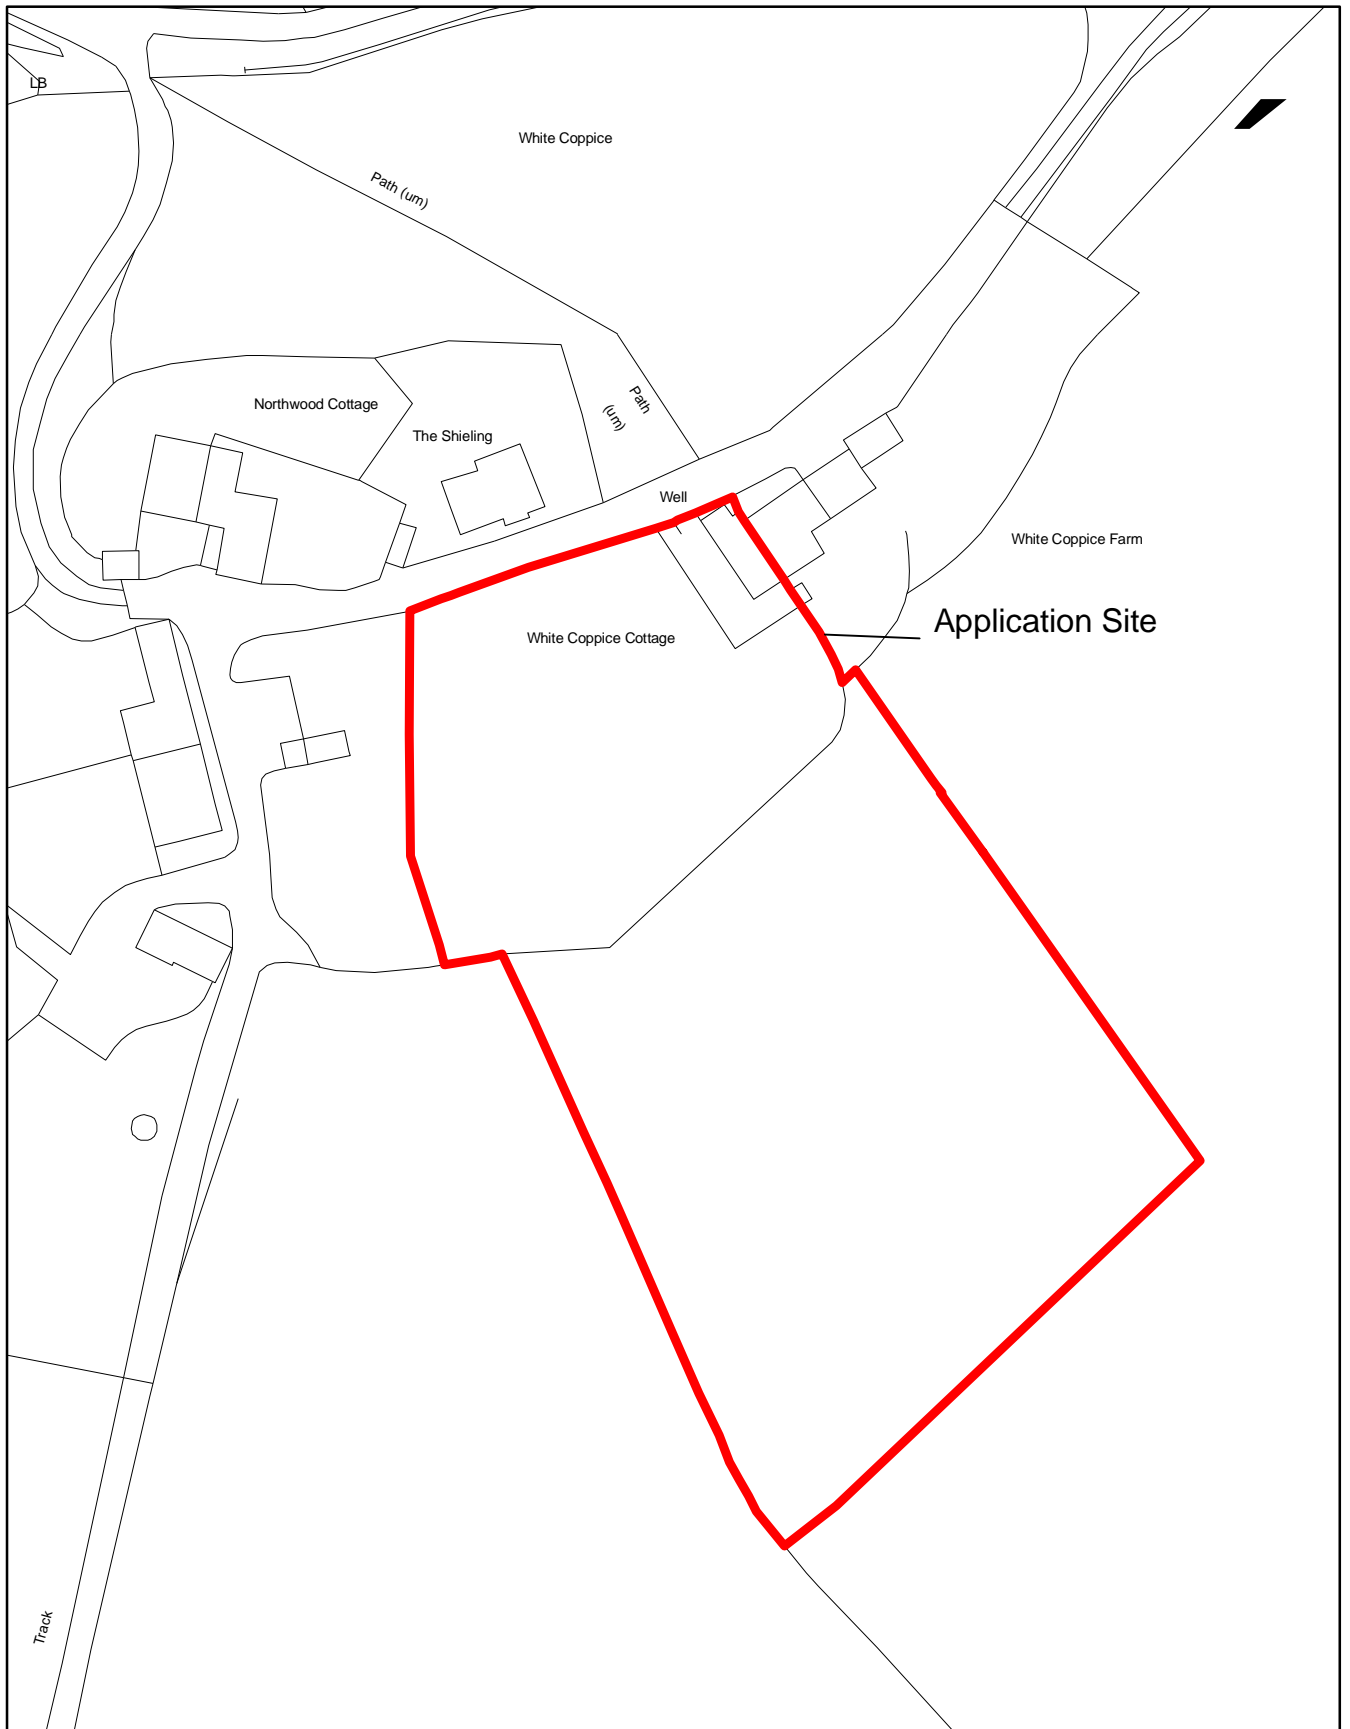 LB
White Coppice
Path (um)
Path
(um)
Northwood Cottage
The Shieling
Well
White Coppice Farm
Application Site
White Coppice Cottage
Track